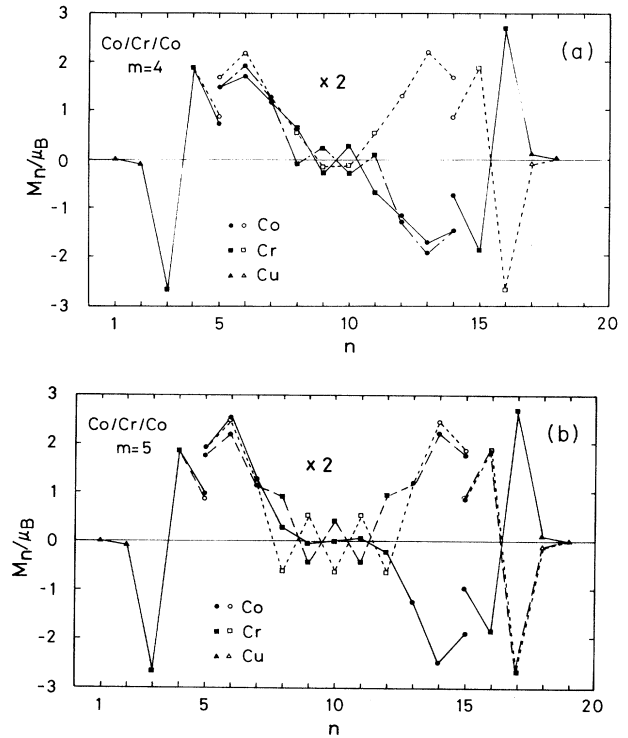 Co/Cr/Co
m=4
(a)
× 2
3
2
1
0
-1
-2
-3
Mn/μB
Co
Cr
Cu
1 5 10 15 20
n
Co/Cr/Co
m=5
(b)
× 2
3
2
1
0
-1
-2
-3
Mn/μB
Co
Cr
Cu
1 5 10 15 20
n